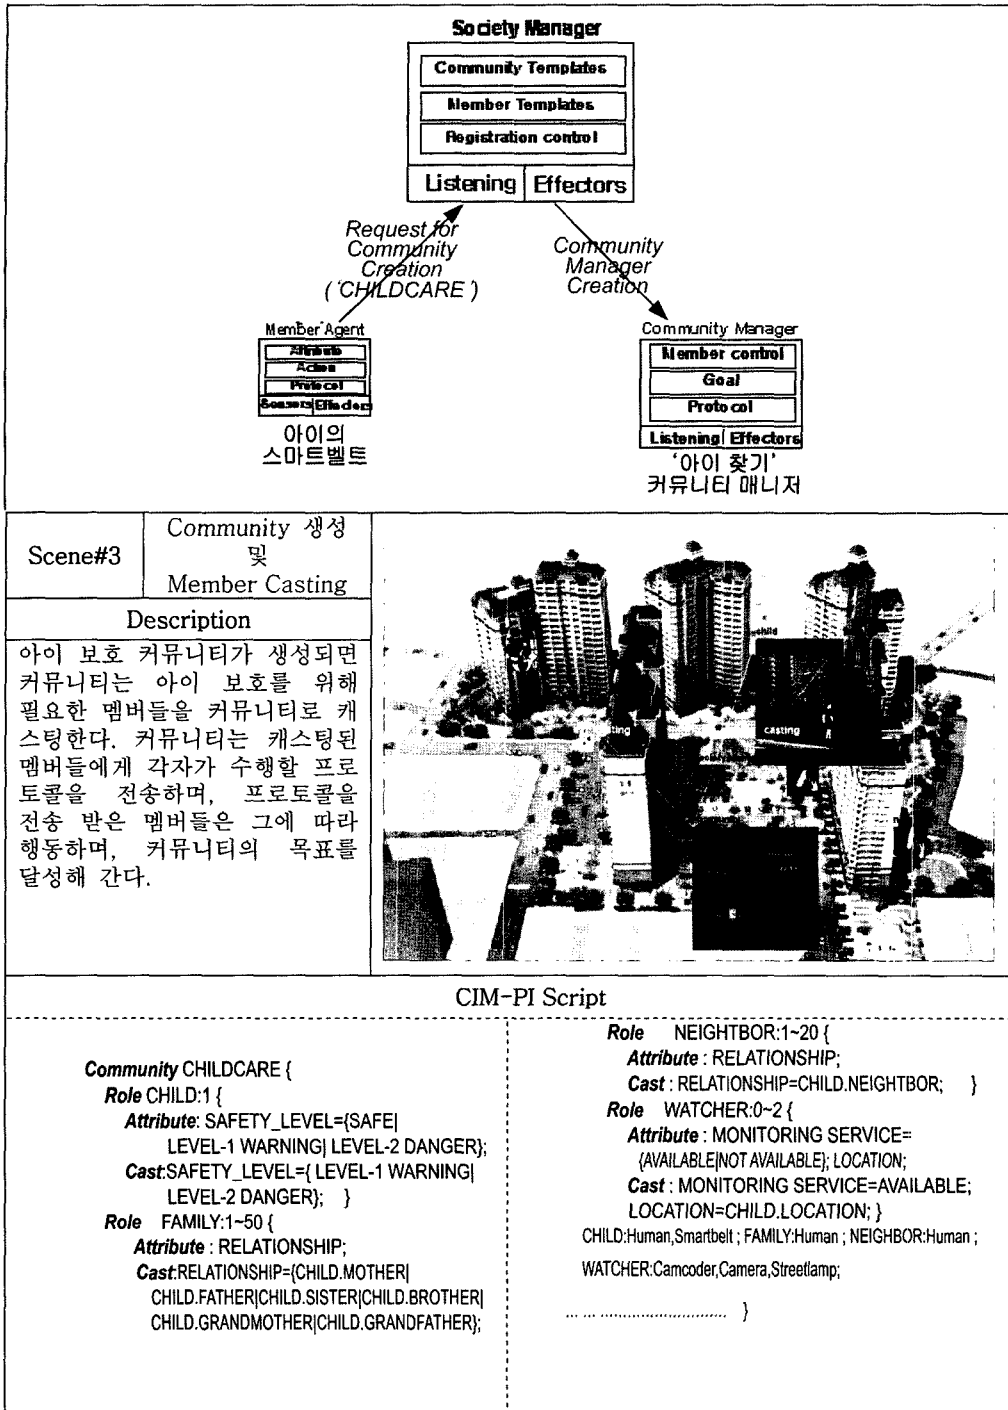 Society Manager
Community Templates
Member Templates
Registration control
Listening Effectors
Request for
Community
Creation
( 'CHILDCARE')
Community
Manager
Creation
Member Agent
Attribute
Action
Protocol
Sensors Effectors
아이의
스마트벨트
Community Manager
Member control
Goal
Protocol
Listening Effectors
'아이 찾기'
커뮤니티 매니저
Scene#3
Community 생성
및
Member Casting
Description
아이 보호 커뮤니티가 생성되면
커뮤니티는 아이 보호를 위해
필요한 멤버들을 커뮤니티로 캐
스팅한다. 커뮤니티는 캐스팅된
멤버들에게 각자가 수행할 프로
토콜을 전송하며, 프로토콜을
전송 받은 멤버들은 그에 따라
행동하며, 커뮤니티의 목표를
달성해 간다.
child
casting
CIM-PI Script
Community CHILDCARE {
Role CHILD:1 {
Attribute: SAFETY_LEVEL={SAFE|
LEVEL-1 WARNING| LEVEL-2 DANGER};
Cast:SAFETY_LEVEL={ LEVEL-1 WARNING|
LEVEL-2 DANGER}; }
Role FAMILY:1~50 {
Attribute : RELATIONSHIP;
Cast:RELATIONSHIP={CHILD.MOTHER|
CHILD.FATHER|CHILD.SISTER|CHILD.BROTHER|
CHILD.GRANDMOTHER|CHILD.GRANDFATHER};
Role NEIGHTBOR:1~20 {
Attribute : RELATIONSHIP;
Cast : RELATIONSHIP=CHILD.NEIGHTBOR; }
Role WATCHER:0~2 {
Attribute : MONITORING SERVICE=
{AVAILABLE|NOT AVAILABLE}; LOCATION;
Cast : MONITORING SERVICE=AVAILABLE;
LOCATION=CHILD.LOCATION; }
CHILD:Human,Smartbelt ; FAMILY:Human ; NEIGHBOR:Human ;
WATCHER:Camcoder,Camera,Streetlamp;
... ... ............................ }